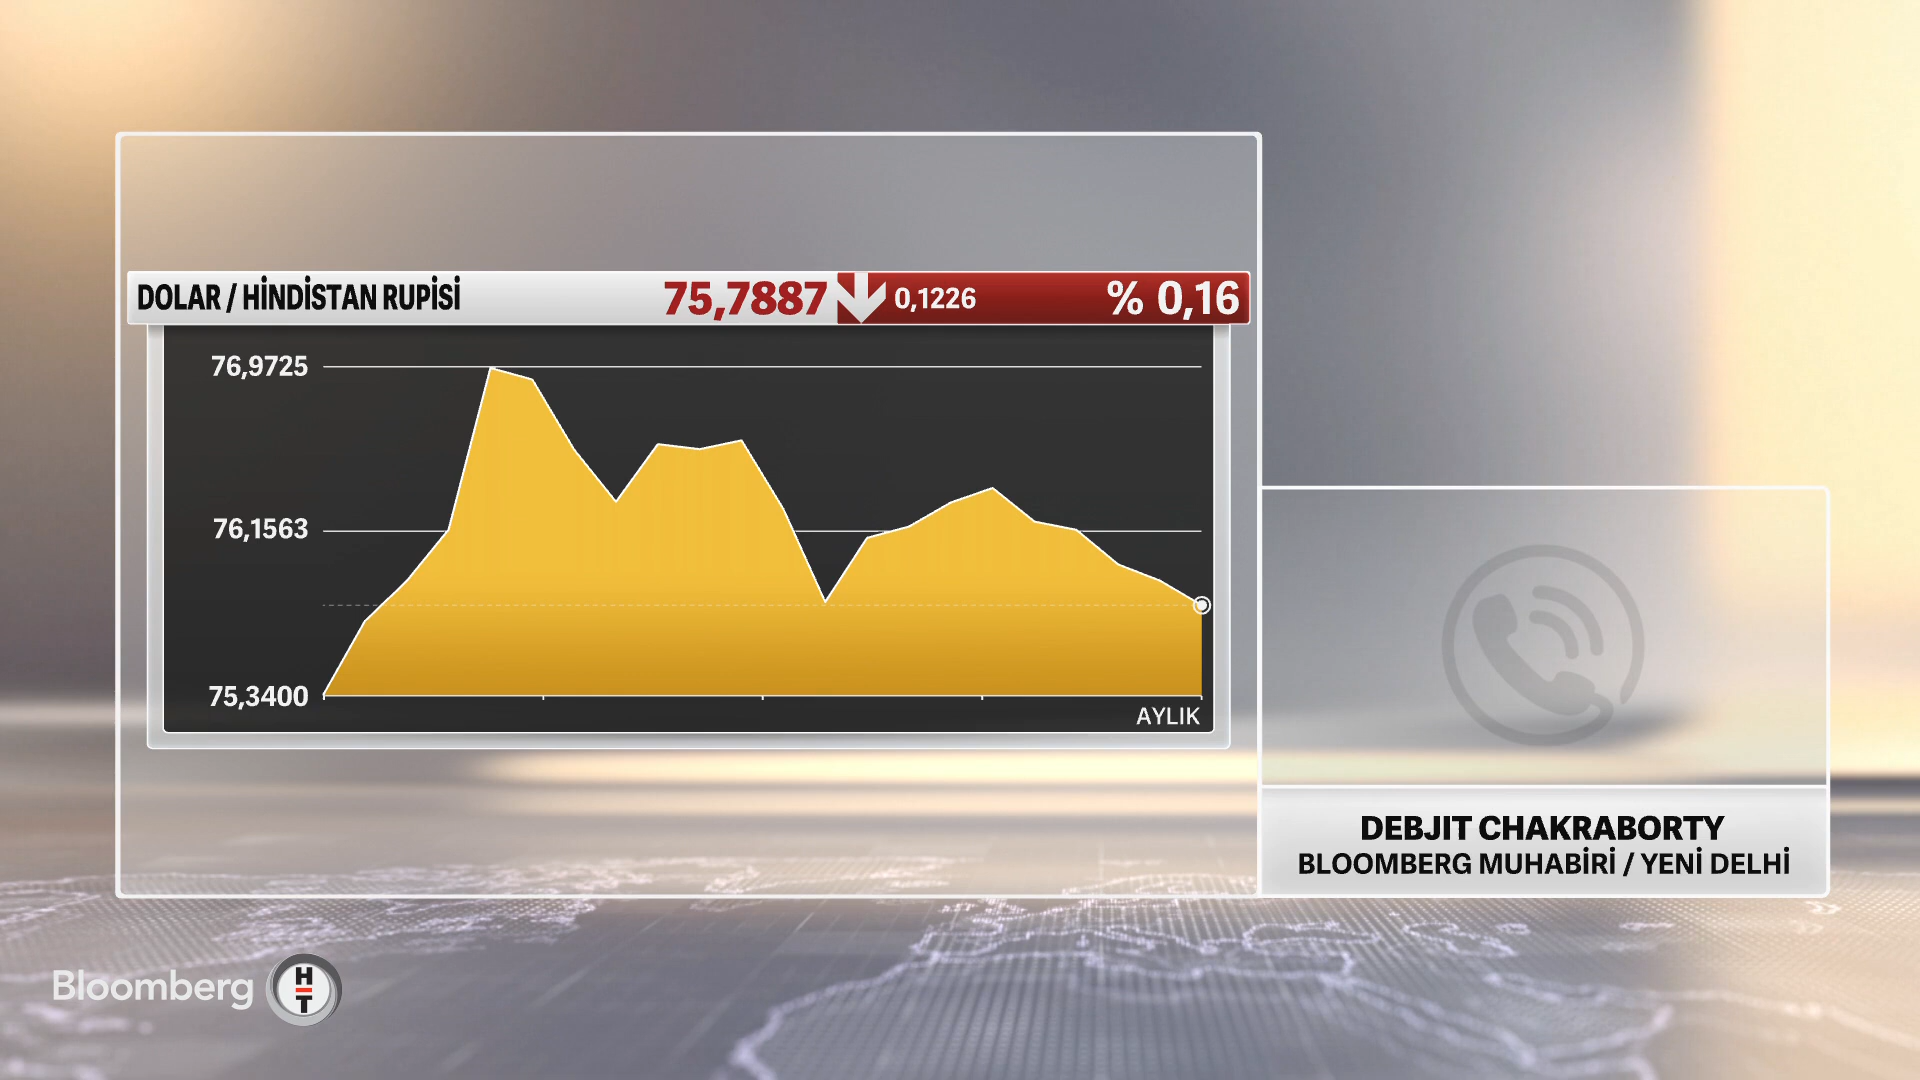 DOLAR / HİNDİSTAN RUPİSİ 75,7887 0,1226 % 0,16
76,9725
76,1563
75,3400
AYLIK
DEBJIT CHAKRABORTY
BLOOMBERG MUHABİRİ / YENİ DELHİ
Bloomberg HT